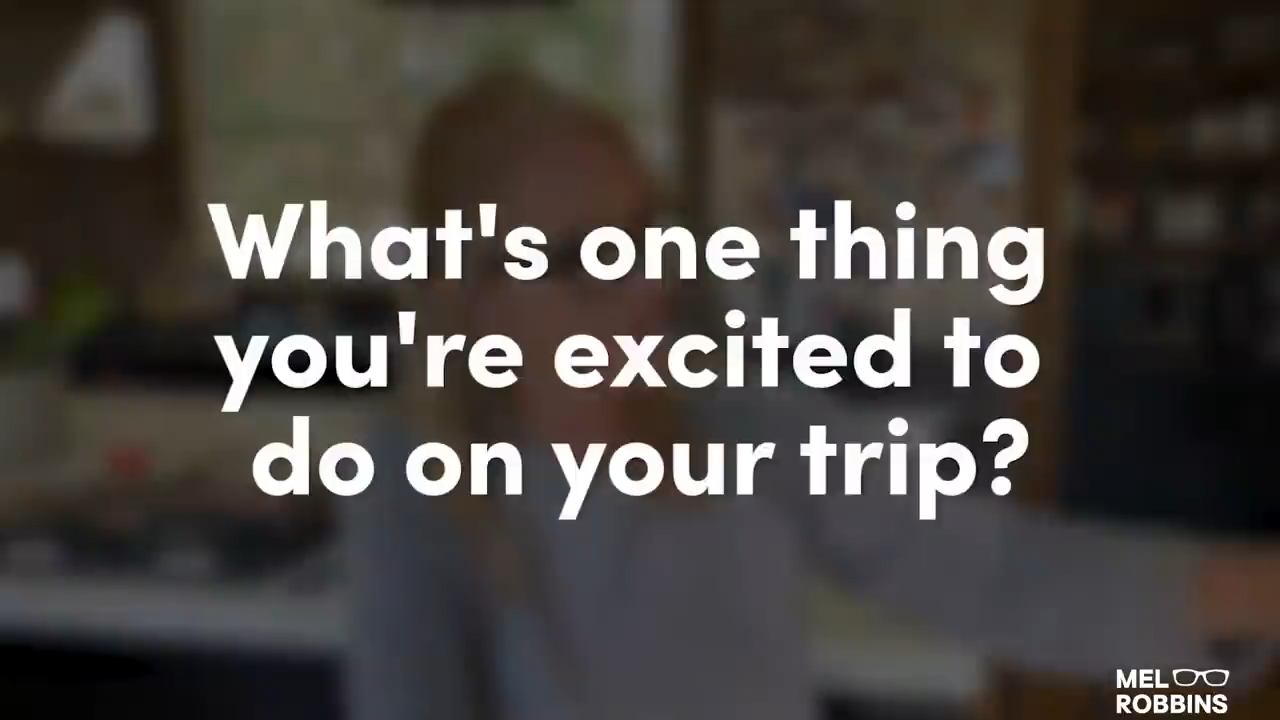 What's one thing
you're excited to
do on your trip?
MEL
ROBBINS